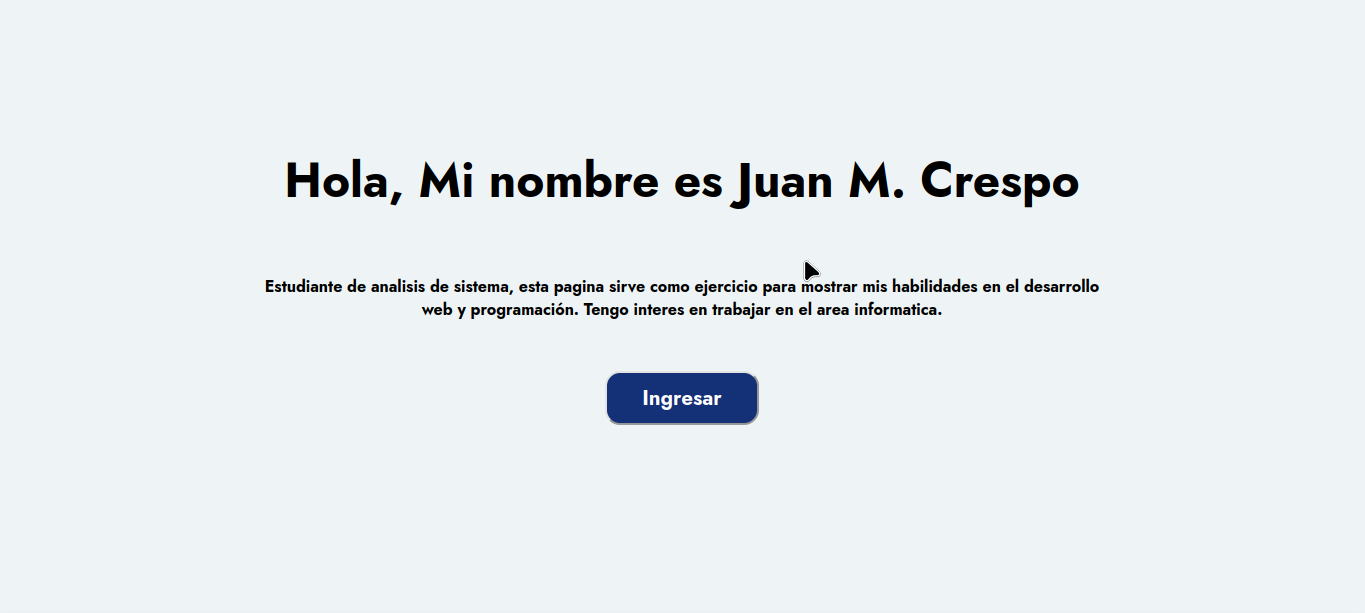 Hola, Mi nombre es Juan M. Crespo
Estudiante de analisis de sistema, esta pagina sirve como ejercicio para mostrar mis habilidades en el desarrollo
web y programación. Tengo interes en trabajar en el area informatica.
Ingresar